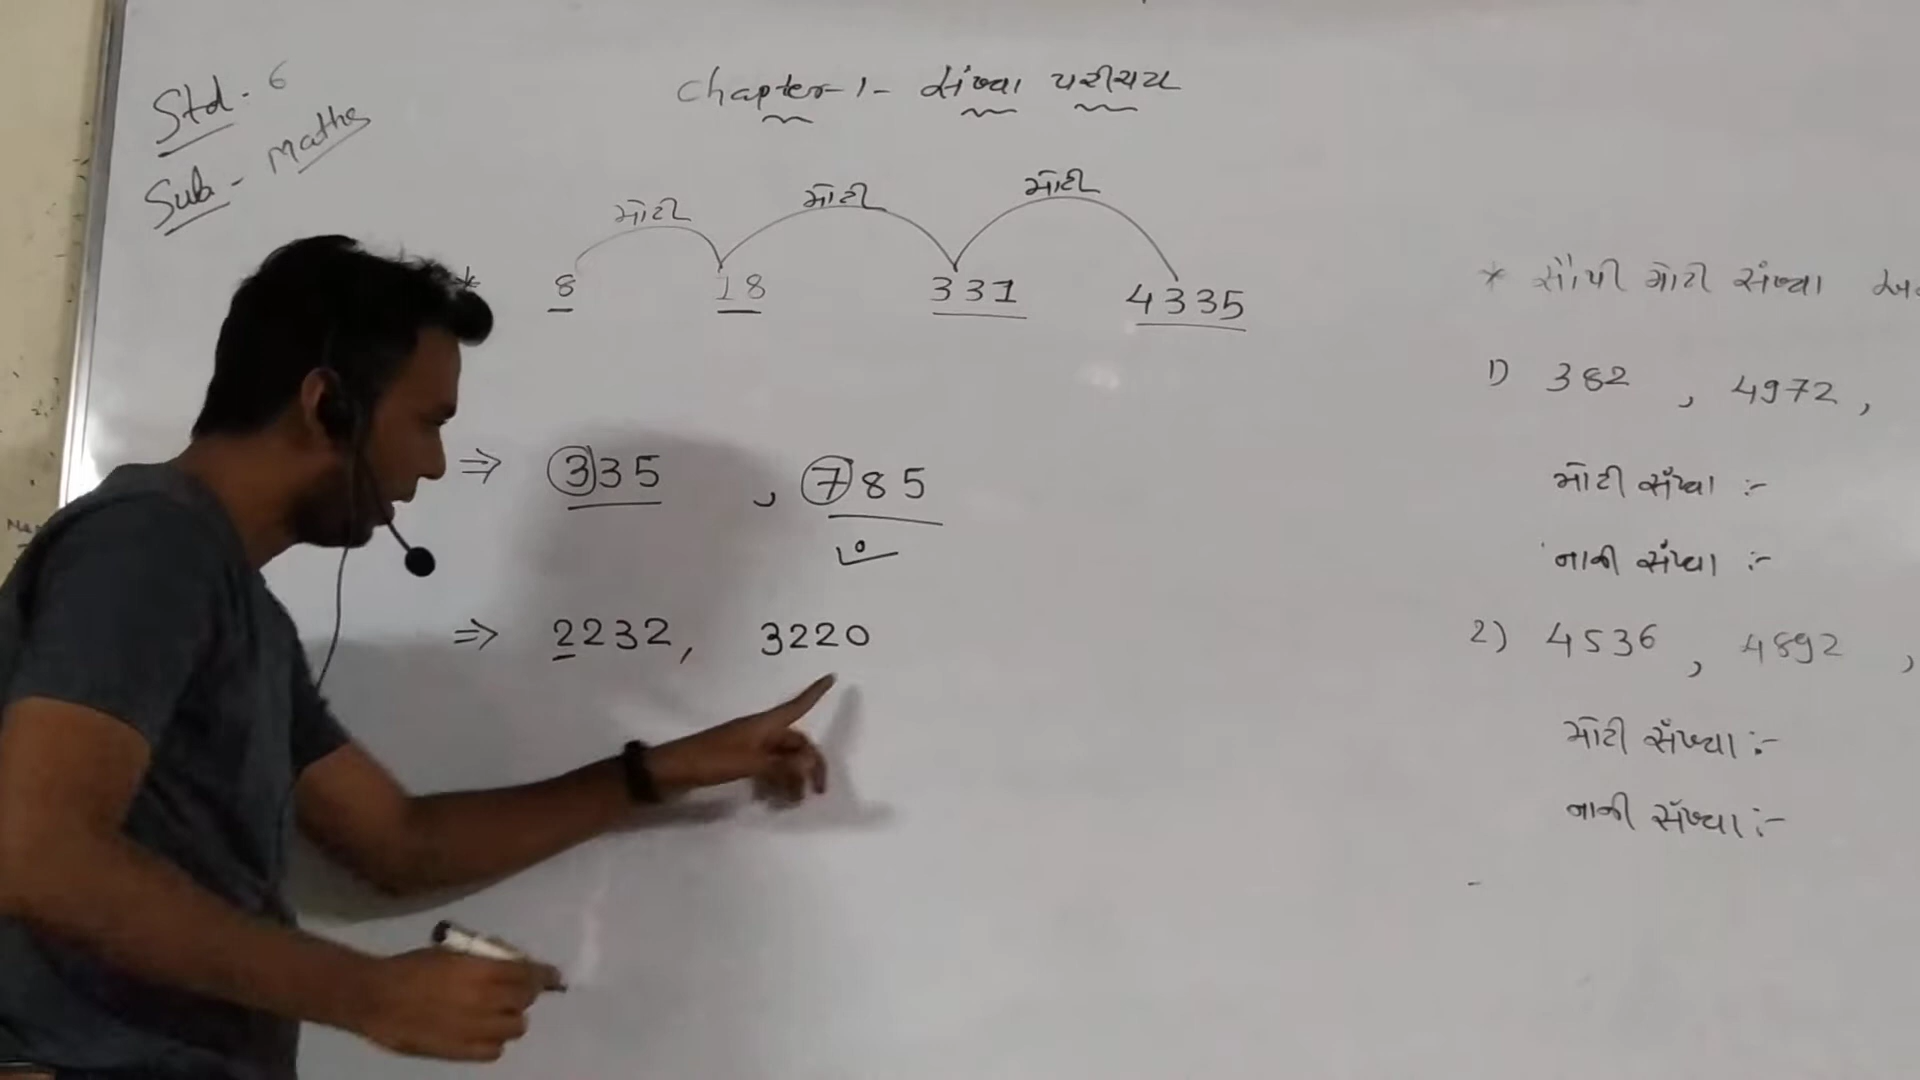 Std. 6
Sub - Maths
Chapter-1- સંખ્યા પરીચય
મોટી મોટી મોટી
* 8 18 331 4335
⇒ 335 , 785
⇒ 2232, 3220
* સૌથી મોટી સંખ્યા
1) 382 , 4972 ,
મોટી સંખ્યા :-
નાની સંખ્યા :-
2) 4536 , 4892 ,
મોટી સંખ્યા :-
નાની સંખ્યા :-